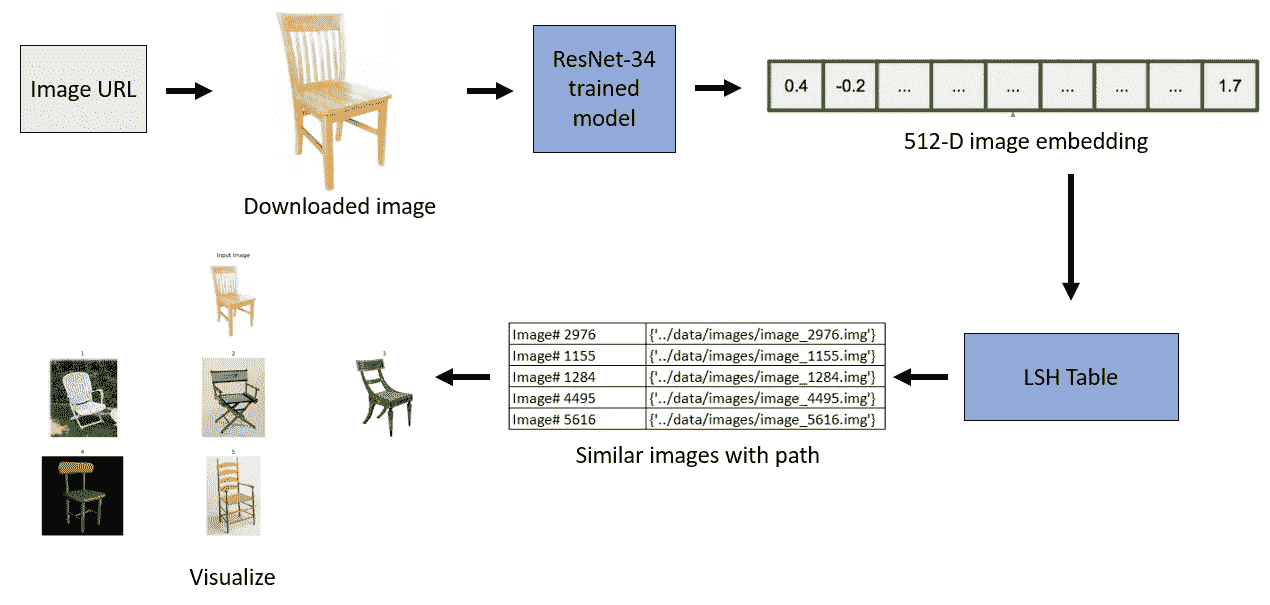 Image URL
Downloaded image
ResNet-34
trained
model
0.4 -0.2 ... ... ... ... ... ... 1.7
512-D image embedding
LSH Table
Image# 2976 {'../data/images/image_2976.img'}
Image# 1155 {'../data/images/image_1155.img'}
Image# 1284 {'../data/images/image_1284.img'}
Image# 4495 {'../data/images/image_4495.img'}
Image# 5616 {'../data/images/image_5616.img'}
Similar images with path
Input Image
1 2 3
4 5
Visualize